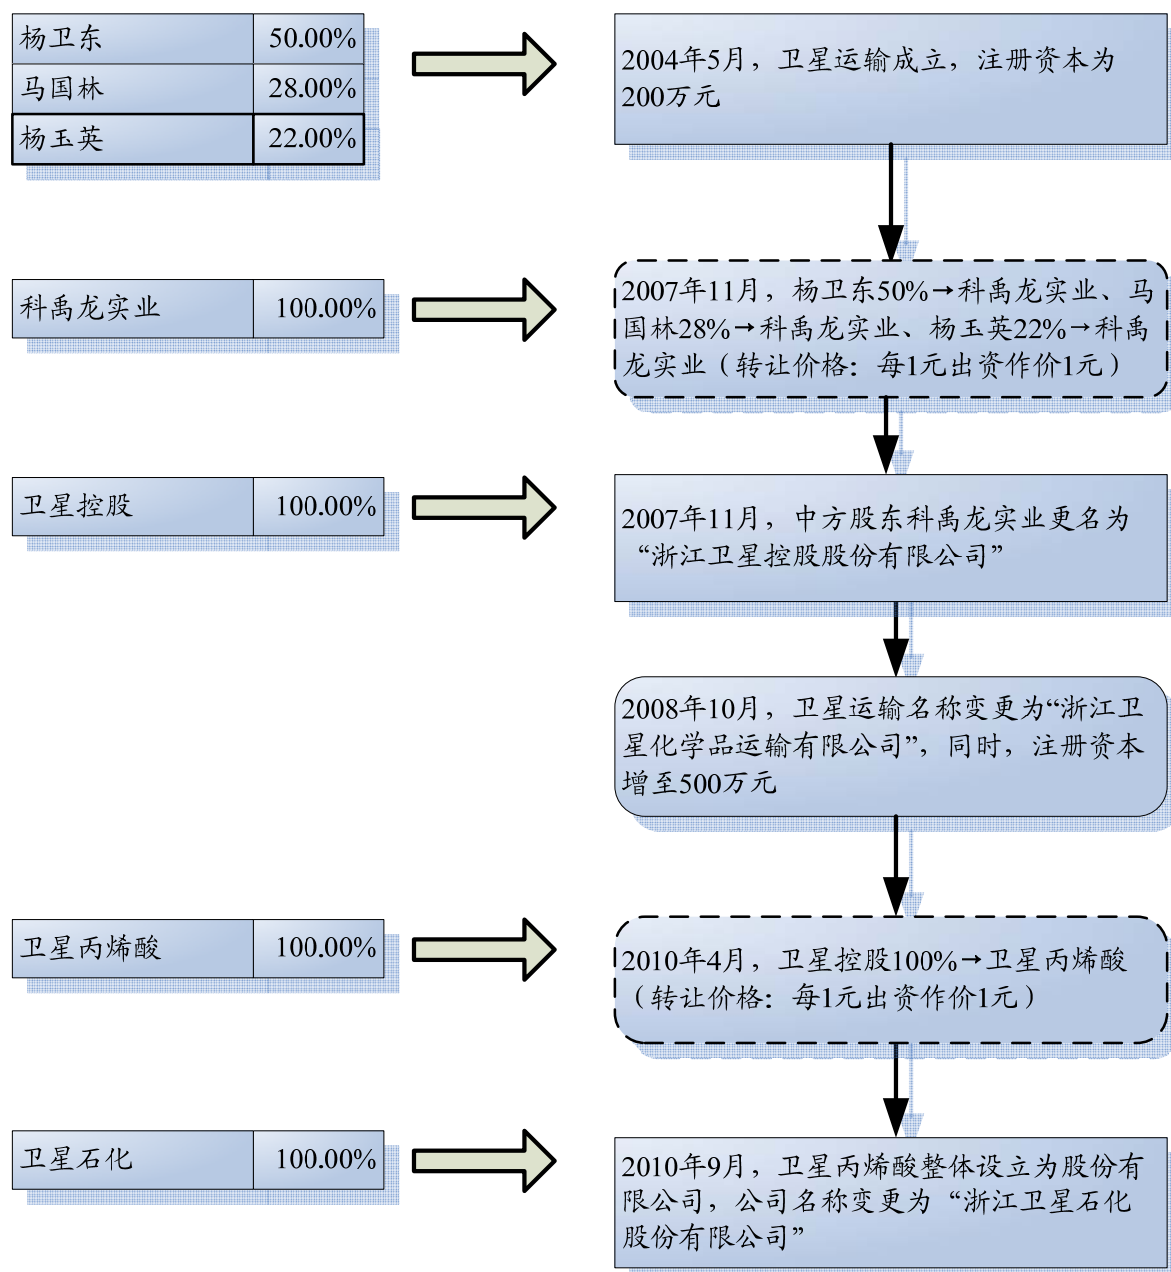 杨卫东 50.00%
马国林 28.00%
杨玉英 22.00%
2004年5月，卫星运输成立，注册资本为
200万元
科禹龙实业 100.00%
2007年11月，杨卫东50%→科禹龙实业、马
国林28%→科禹龙实业、杨玉英22%→科禹
龙实业（转让价格：每1元出资作价1元）
卫星控股 100.00%
2007年11月，中方股东科禹龙实业更名为
“浙江卫星控股股份有限公司”
2008年10月，卫星运输名称变更为“浙江卫
星化学品运输有限公司”，同时，注册资本
增至500万元
卫星丙烯酸 100.00%
2010年4月，卫星控股100%→卫星丙烯酸
（转让价格：每1元出资作价1元）
卫星石化 100.00%
2010年9月，卫星丙烯酸整体设立为股份有
限公司，公司名称变更为“浙江卫星石化
股份有限公司”